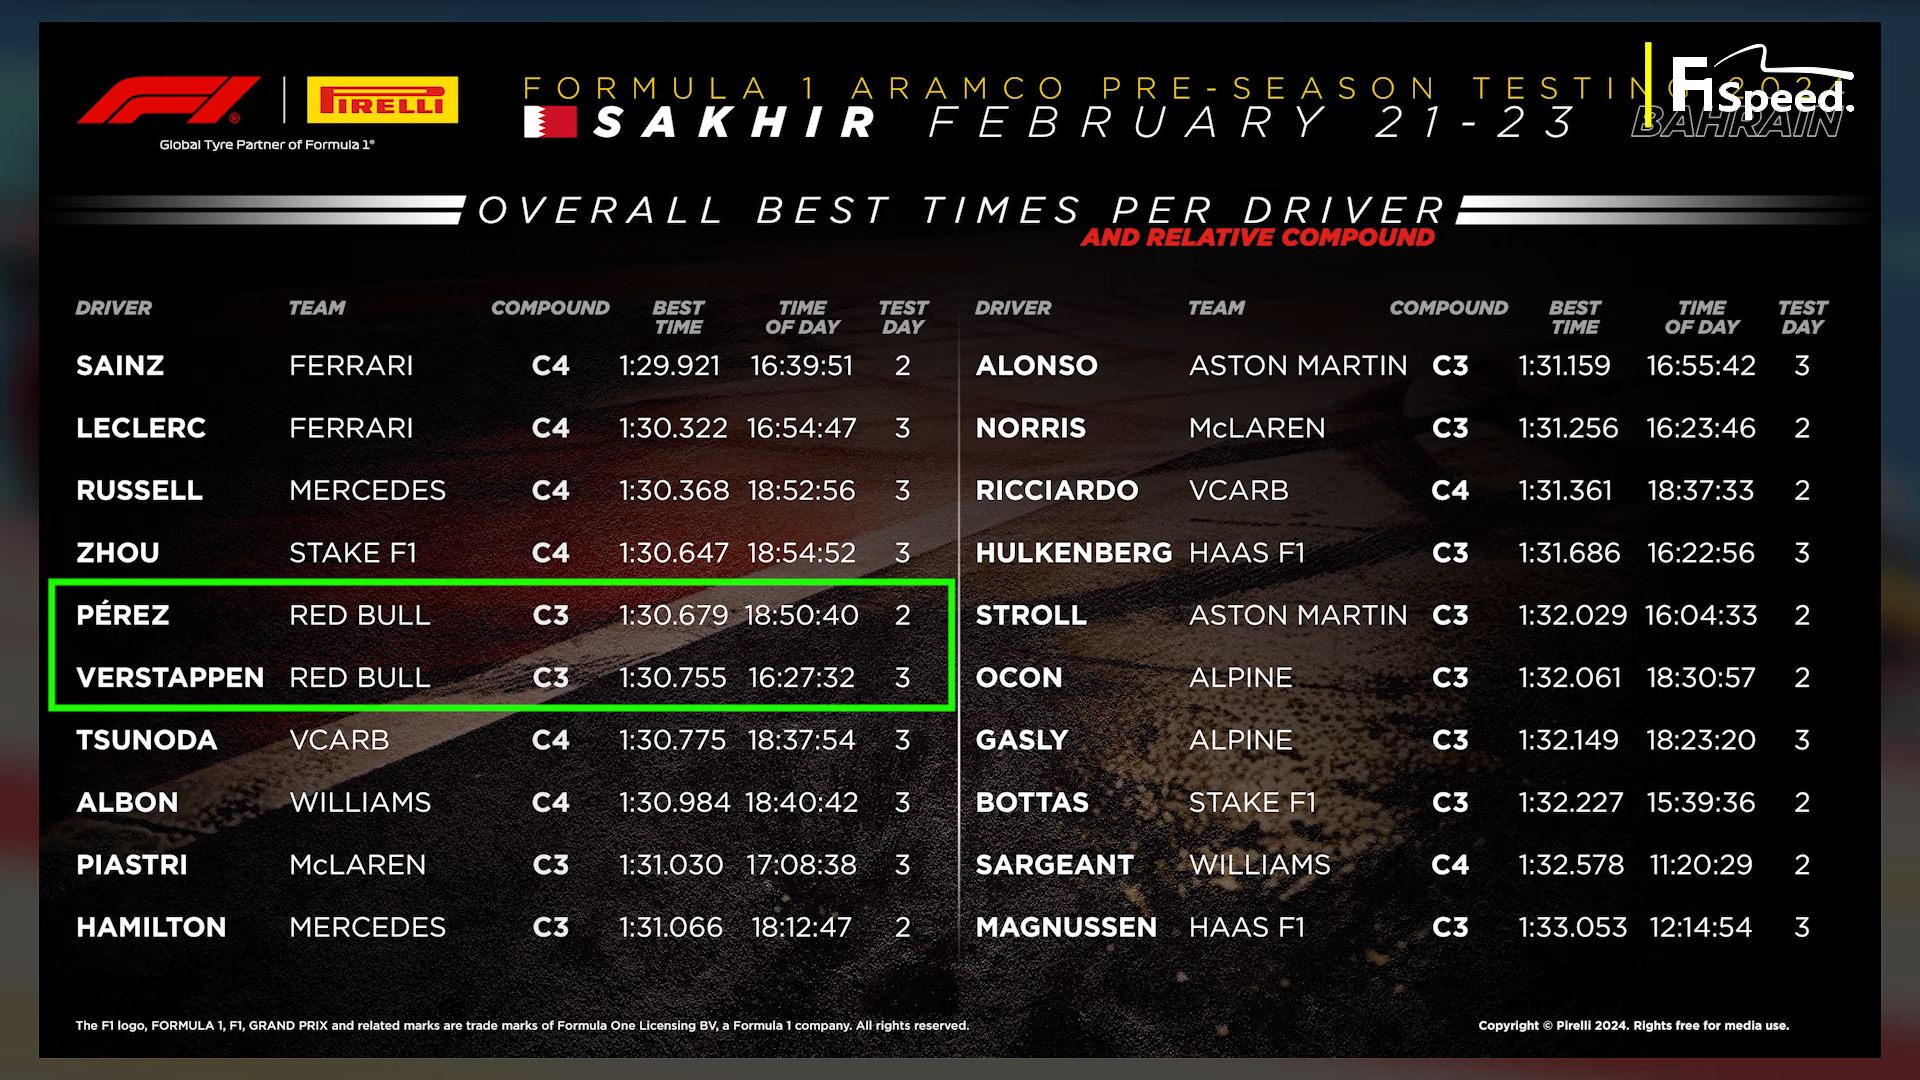 F1® PIRELLI
Global Tyre Partner of Formula 1®
FORMULA 1 ARAMCO PRE-SEASON TESTING 2024
SAKHIR FEBRUARY 21-23
BAHRAIN
F1Speed.
OVERALL BEST TIMES PER DRIVER
AND RELATIVE COMPOUND
DRIVER TEAM COMPOUND BEST TIME TIME OF DAY TEST DAY
SAINZ FERRARI C4 1:29.921 16:39:51 2
LECLERC FERRARI C4 1:30.322 16:54:47 3
RUSSELL MERCEDES C4 1:30.368 18:52:56 3
ZHOU STAKE F1 C4 1:30.647 18:54:52 3
PÉREZ RED BULL C3 1:30.679 18:50:40 2
VERSTAPPEN RED BULL C3 1:30.755 16:27:32 3
TSUNODA VCARB C4 1:30.775 18:37:54 3
ALBON WILLIAMS C4 1:30.984 18:40:42 3
PIASTRI McLAREN C3 1:31.030 17:08:38 3
HAMILTON MERCEDES C3 1:31.066 18:12:47 2
DRIVER TEAM COMPOUND BEST TIME TIME OF DAY TEST DAY
ALONSO ASTON MARTIN C3 1:31.159 16:55:42 3
NORRIS McLAREN C3 1:31.256 16:23:46 2
RICCIARDO VCARB C4 1:31.361 18:37:33 2
HULKENBERG HAAS F1 C3 1:31.686 16:22:56 3
STROLL ASTON MARTIN C3 1:32.029 16:04:33 2
OCON ALPINE C3 1:32.061 18:30:57 2
GASLY ALPINE C3 1:32.149 18:23:20 3
BOTTAS STAKE F1 C3 1:32.227 15:39:36 2
SARGEANT WILLIAMS C4 1:32.578 11:20:29 2
MAGNUSSEN HAAS F1 C3 1:33.053 12:14:54 3
The F1 logo, FORMULA 1, F1, GRAND PRIX and related marks are trade marks of Formula One Licensing BV, a Formula 1 company. All rights reserved.
Copyright © Pirelli 2024. Rights free for media use.